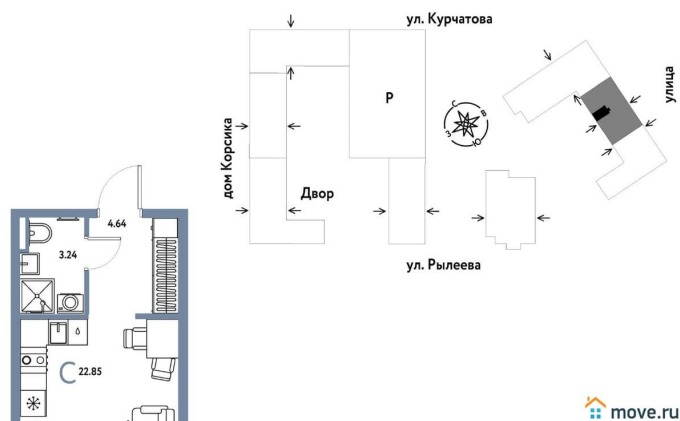 ул. Курчатова
улица
Р
С
В
З
Ю
дом Корсика
Двор
4.64
3.24
ул. Рылеева
С 22.85
move.ru